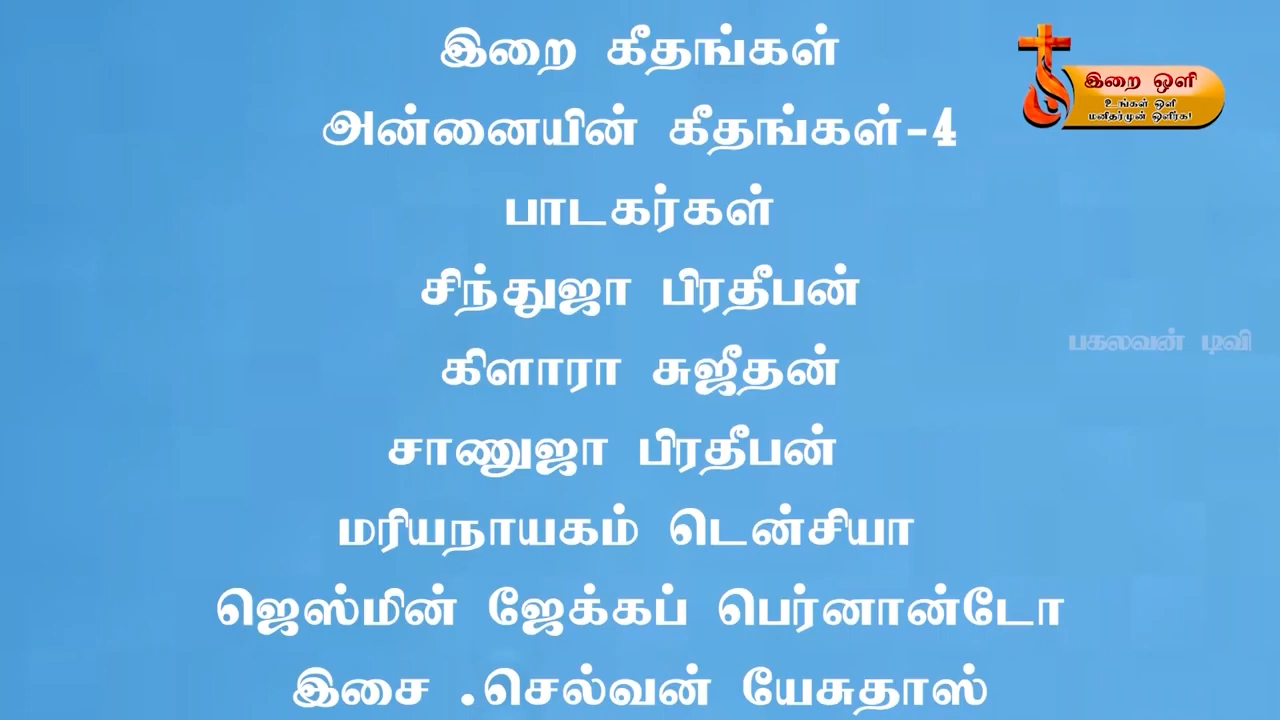 இறை கீதங்கள்
அன்னையின் கீதங்கள்-4
பாடகர்கள்
சிந்துஜா பிரதீபன்
கிளாரா சுஜீதன்
சாணுஜா பிரதீபன்
மரியநாயகம் டென்சியா
ஜெஸ்மின் ஜேக்கப் பெர்னான்டோ
இசை .செல்வன் யேசுதாஸ்
இறை ஒளி
உங்கள் ஒளி
மனிதர்முன் ஒளிர்க!
பகலவன் டிவி